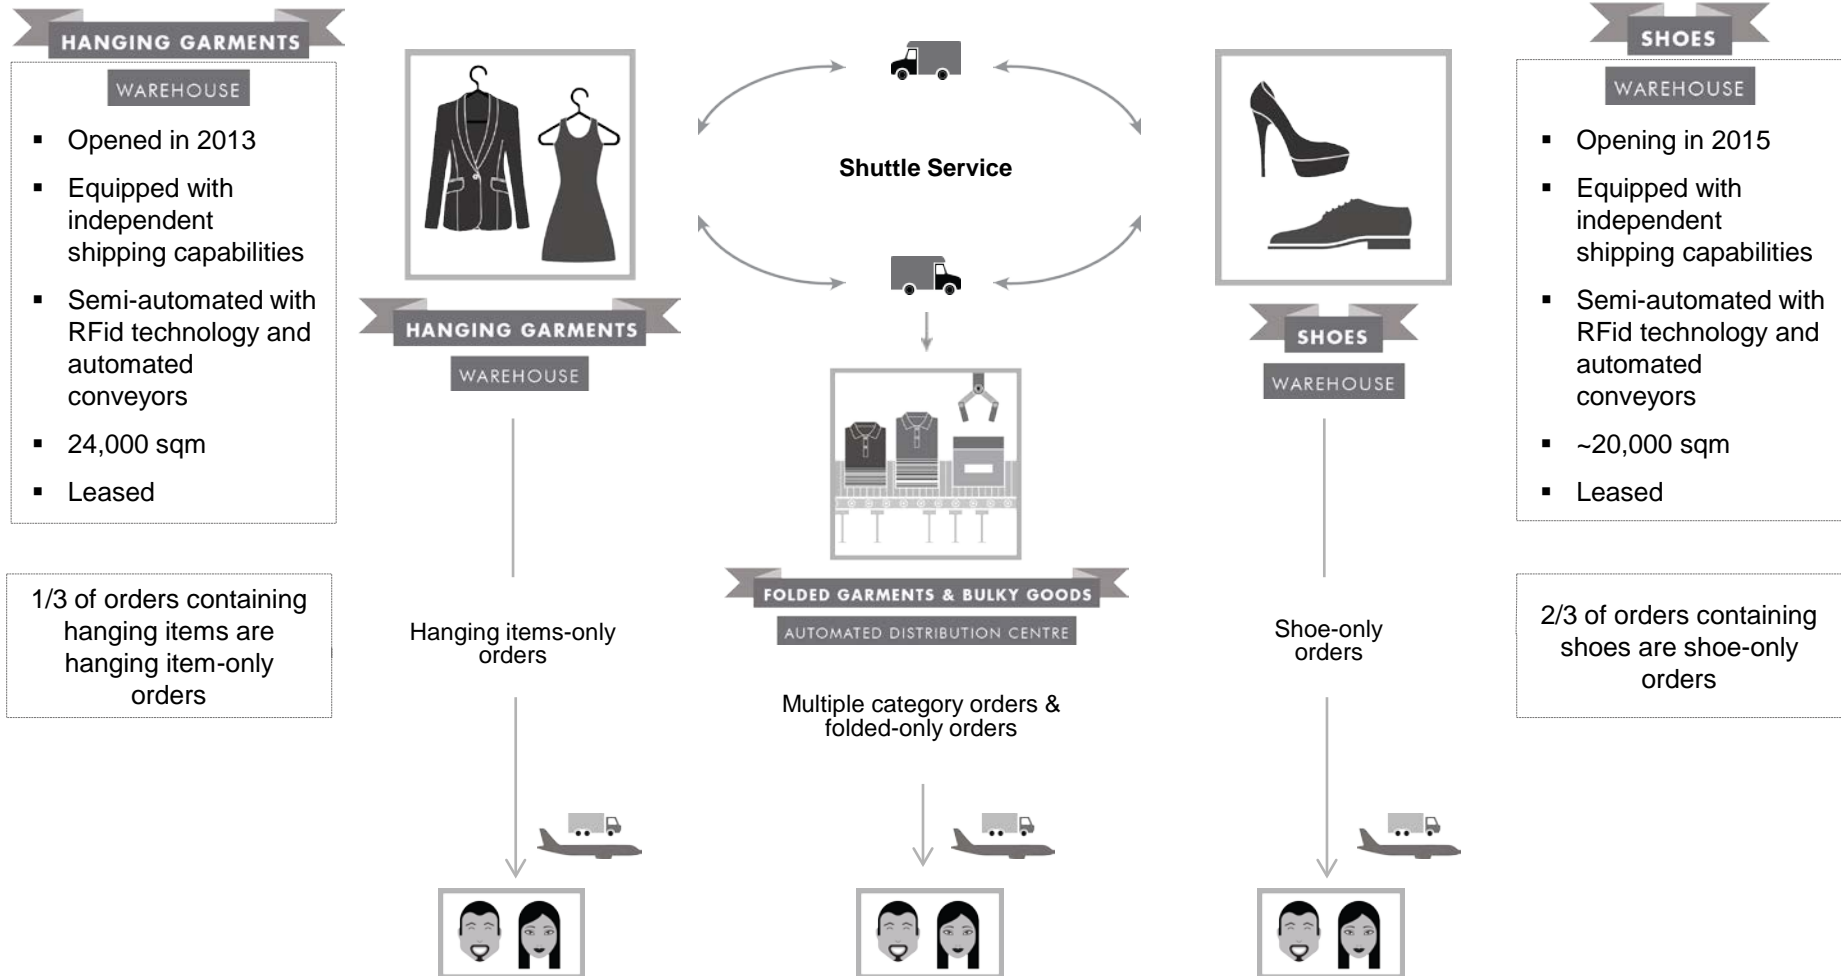 HANGING GARMENTS
WAREHOUSE
▪ Opened in 2013
▪ Equipped with
independent
shipping capabilities
▪ Semi-automated with
RFid technology and
automated
conveyors
▪ 24,000 sqm
▪ Leased
1/3 of orders containing
hanging items are
hanging item-only
orders
HANGING GARMENTS
WAREHOUSE
Hanging items-only
orders
Shuttle Service
FOLDED GARMENTS & BULKY GOODS
AUTOMATED DISTRIBUTION CENTRE
Multiple category orders &
folded-only orders
SHOES
WAREHOUSE
Shoe-only
orders
SHOES
WAREHOUSE
▪ Opening in 2015
▪ Equipped with
independent
shipping capabilities
▪ Semi-automated with
RFid technology and
automated
conveyors
▪ ~20,000 sqm
▪ Leased
2/3 of orders containing
shoes are shoe-only
orders